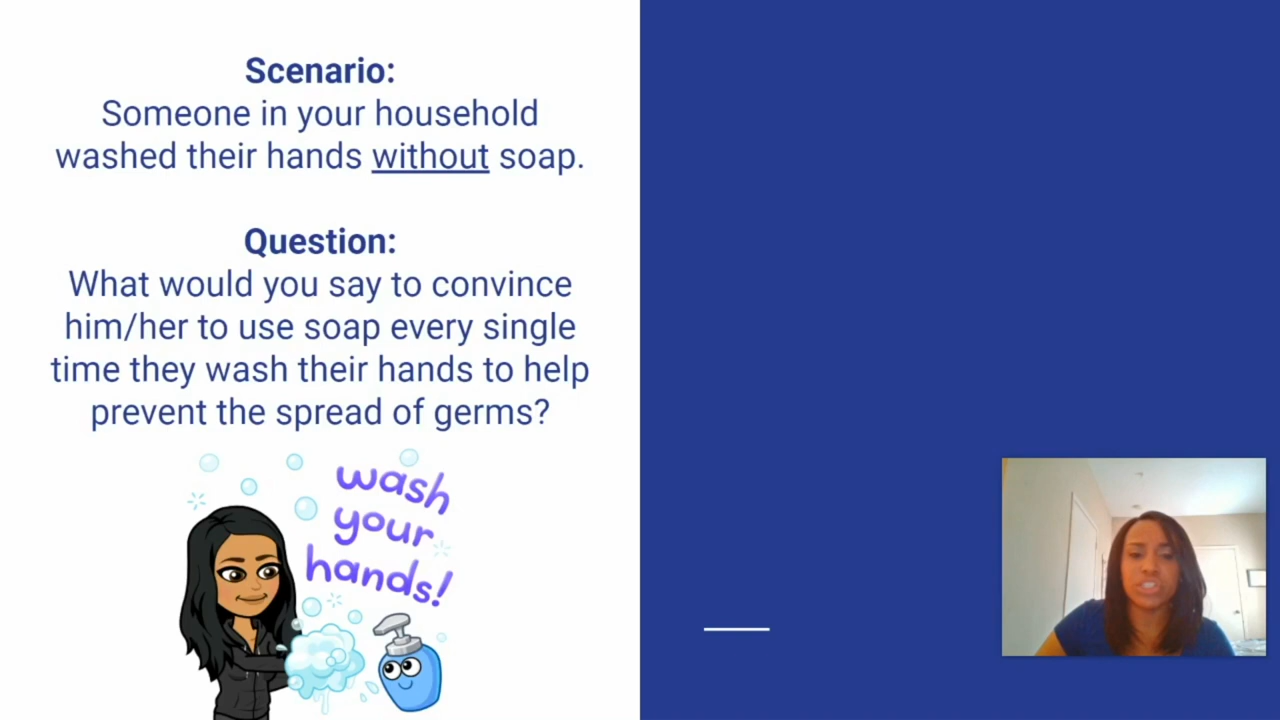 Scenario:
Someone in your household
washed their hands without soap.
Question:
What would you say to convince
him/her to use soap every single
time they wash their hands to help
prevent the spread of germs?
wash
your
hands!